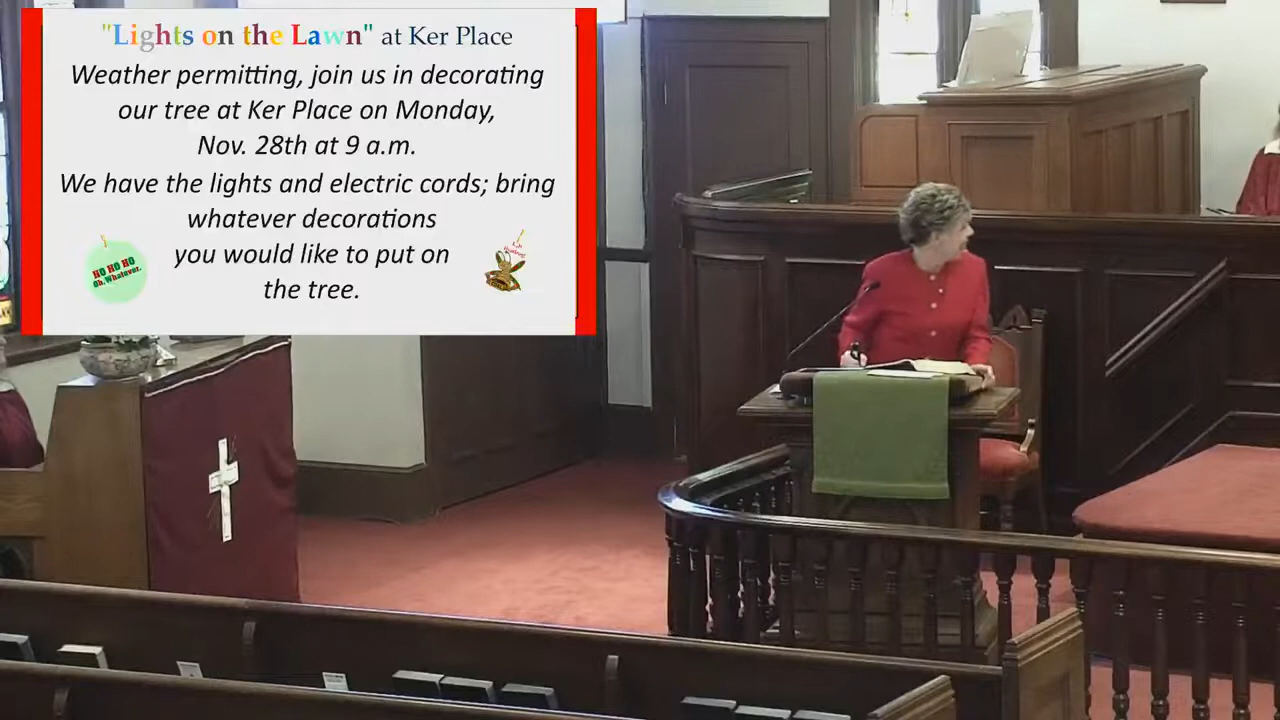 "Lights on the Lawn" at Ker Place
Weather permitting, join us in decorating
our tree at Ker Place on Monday,
Nov. 28th at 9 a.m.
We have the lights and electric cords; bring
whatever decorations
you would like to put on
the tree.
HO HO HO
Oh, Whatever.